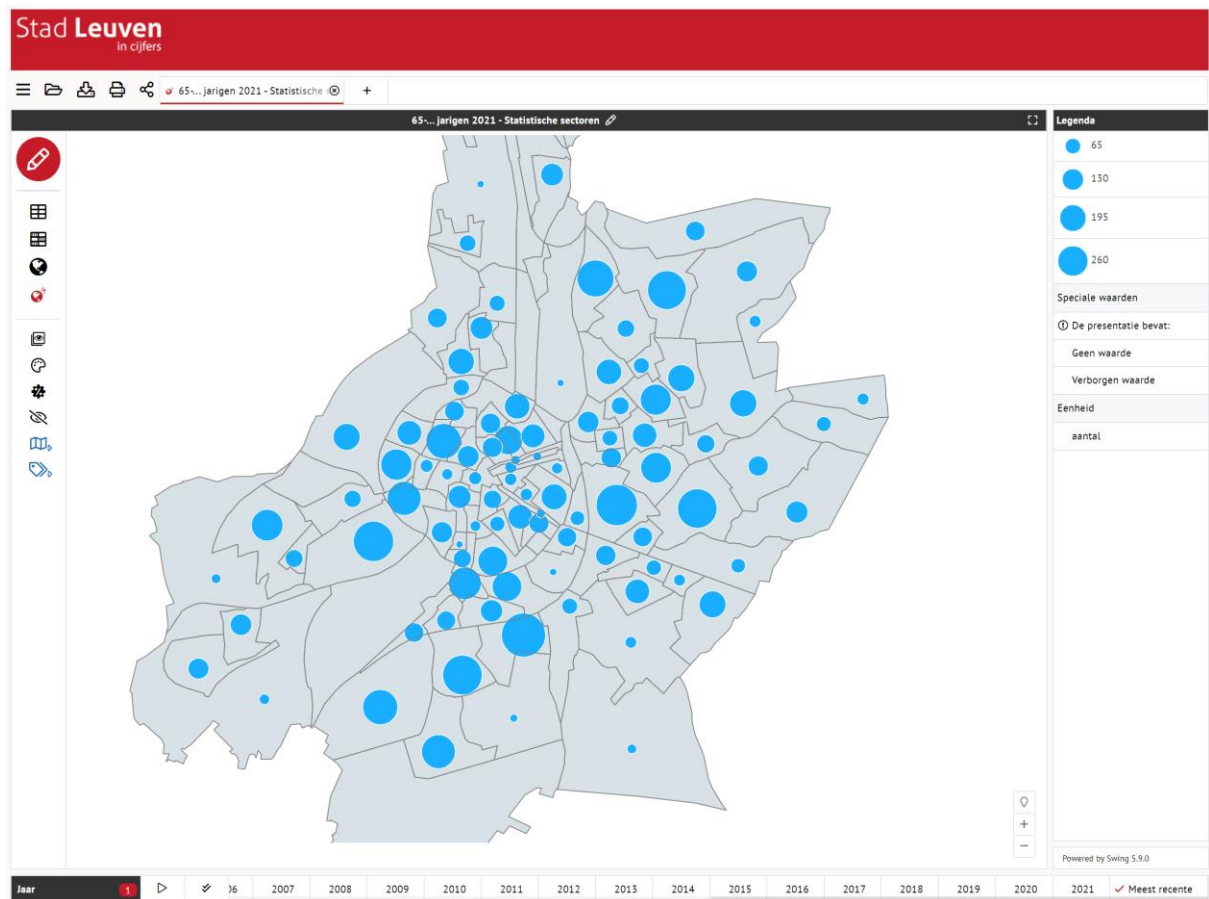 Stad Leuven
in cijfers
65-... jarigen 2021 - Statistische
+
65-... jarigen 2021 - Statistische sectoren
Legenda
65
130
195
260
Speciale waarden
De presentatie bevat:
Geen waarde
Verborgen waarde
Eenheid
aantal
+
−
Powered by Swing 5.9.0
Jaar 1 06 2007 2008 2009 2010 2011 2012 2013 2014 2015 2016 2017 2018 2019 2020 2021 Meest recente